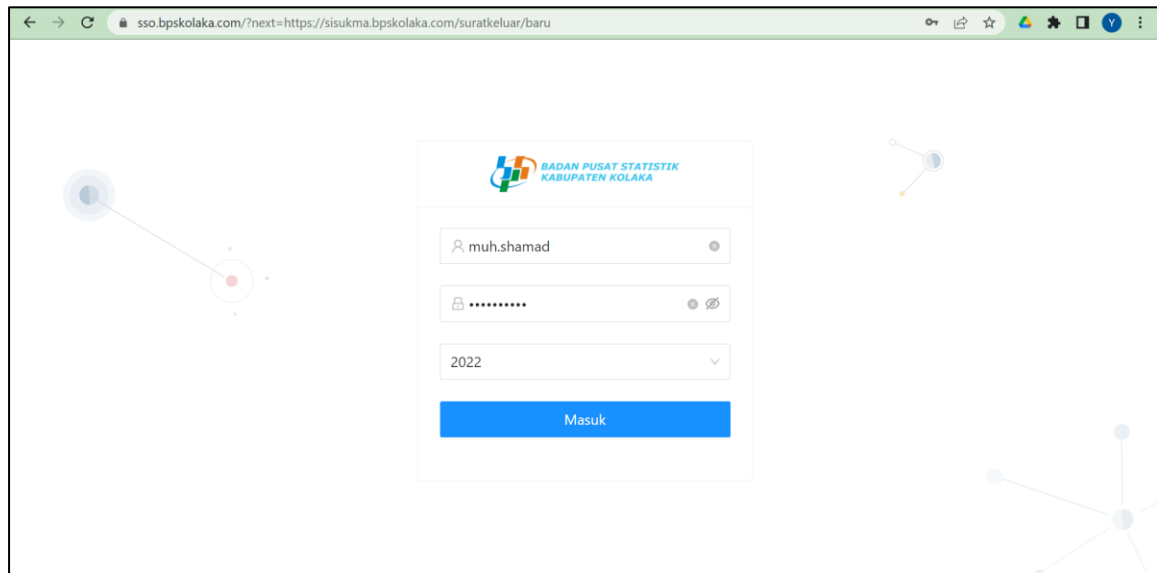 sso.bpskolaka.com/?next=https://sisukma.bpskolaka.com/suratkeluar/baru
Y
BADAN PUSAT STATISTIK
KABUPATEN KOLAKA
muh.shamad
••••••••••
2022
Masuk